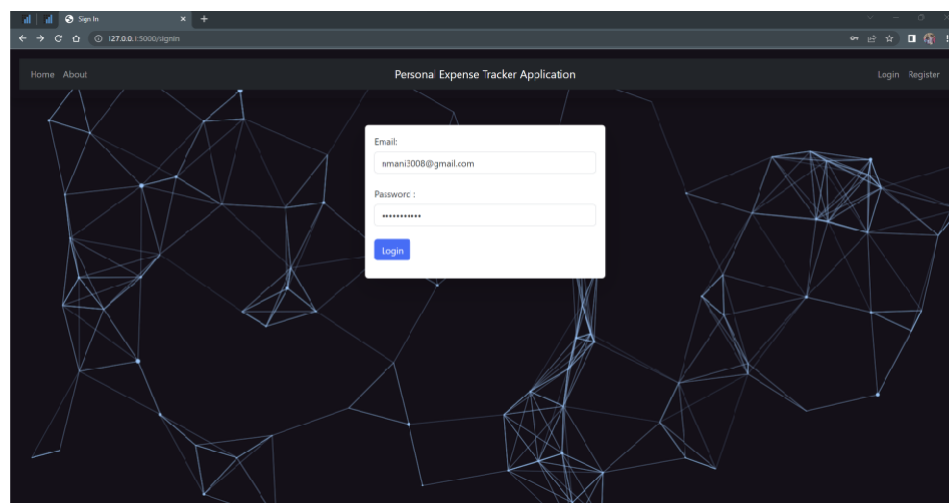 Sign In
127.0.0.1:5000/signin
Home About
Personal Expense Tracker Application
Login Register
Email:
nmani3008@gmail.com
Password :
•••••••••••
Login